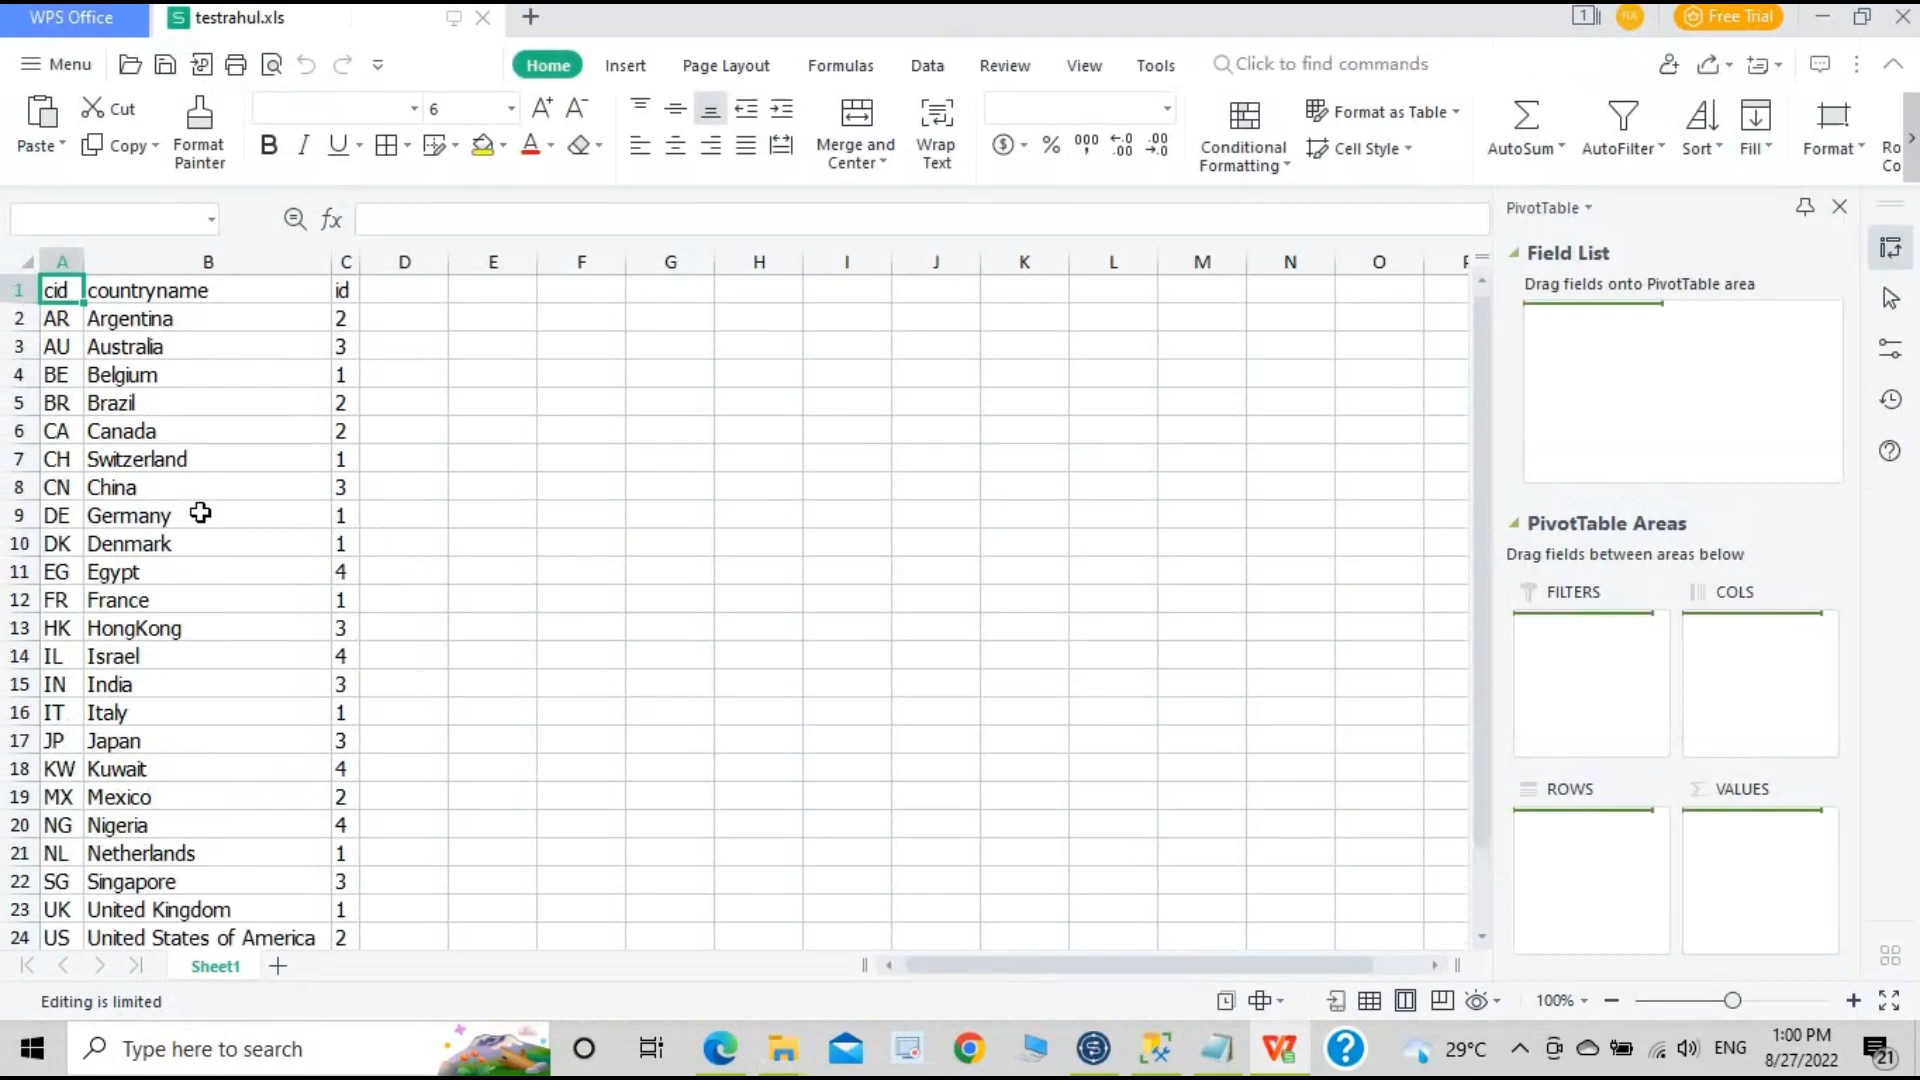 WPS Office testrahul.xls + 1 RA Free Trial
Menu Home Insert Page Layout Formulas Data Review View Tools Click to find commands
Cut 6 A+ A- Format as Table
Paste Copy Format Painter B I U A Merge and Center Wrap Text % 000 Conditional Formatting Cell Style AutoSum AutoFilter Sort Fill Format Ro Co
fx PivotTable
A B C D E F G H I J K L M N O Field List
1 cid countryname id Drag fields onto PivotTable area
2 AR Argentina 2
3 AU Australia 3
4 BE Belgium 1
5 BR Brazil 2
6 CA Canada 2
7 CH Switzerland 1
8 CN China 3
9 DE Germany 1 PivotTable Areas
10 DK Denmark 1 Drag fields between areas below
11 EG Egypt 4
12 FR France 1 FILTERS COLS
13 HK HongKong 3
14 IL Israel 4
15 IN India 3
16 IT Italy 1
17 JP Japan 3
18 KW Kuwait 4
19 MX Mexico 2 ROWS VALUES
20 NG Nigeria 4
21 NL Netherlands 1
22 SG Singapore 3
23 UK United Kingdom 1
24 US United States of America 2
Sheet1 +
Editing is limited 100% − +
Type here to search 29°C ENG 1:00 PM
8/27/2022 21